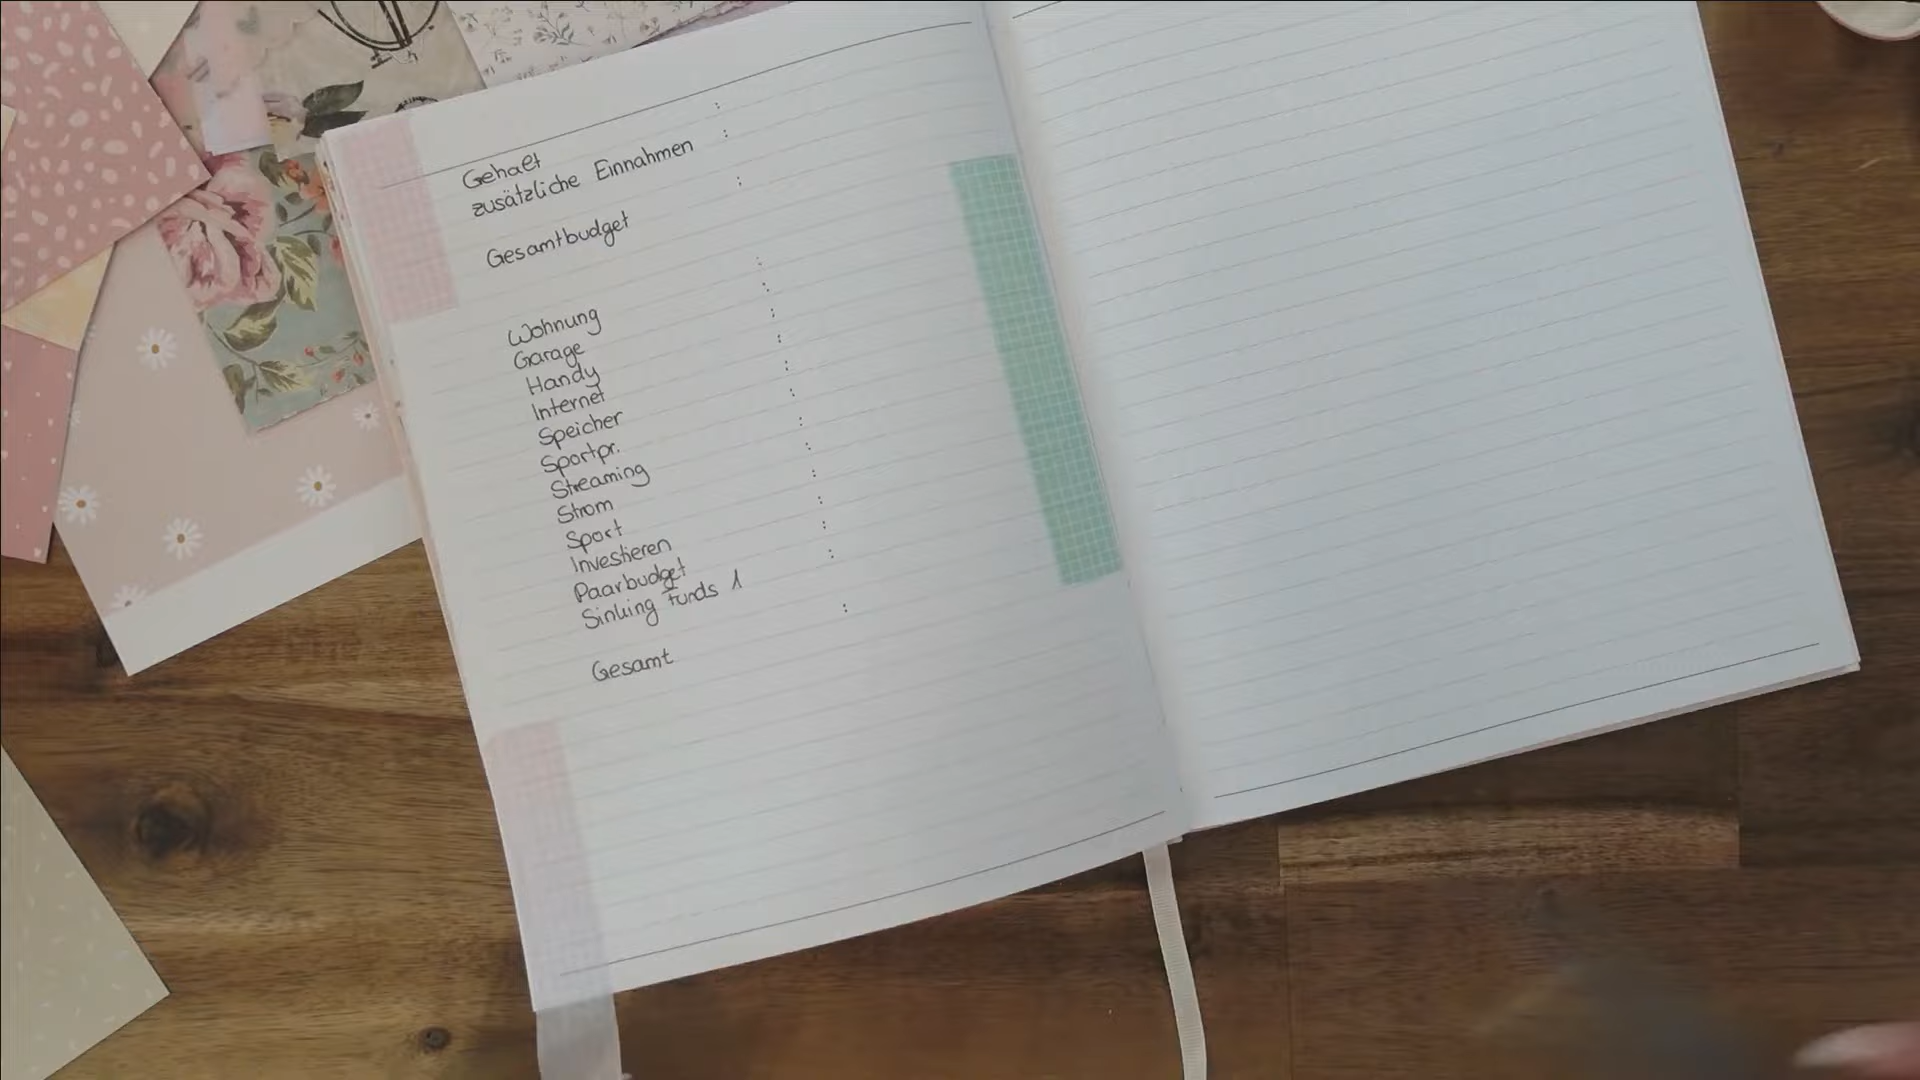 Gehalt :
zusätzliche Einnahmen :
Gesamtbudget :
Wohnung :
Garage :
Handy :
Internet :
Speicher :
Sportpr. :
Streaming :
Strom :
Sport :
Investieren :
Paarbudget :
Sinking funds 1 :
Gesamt :